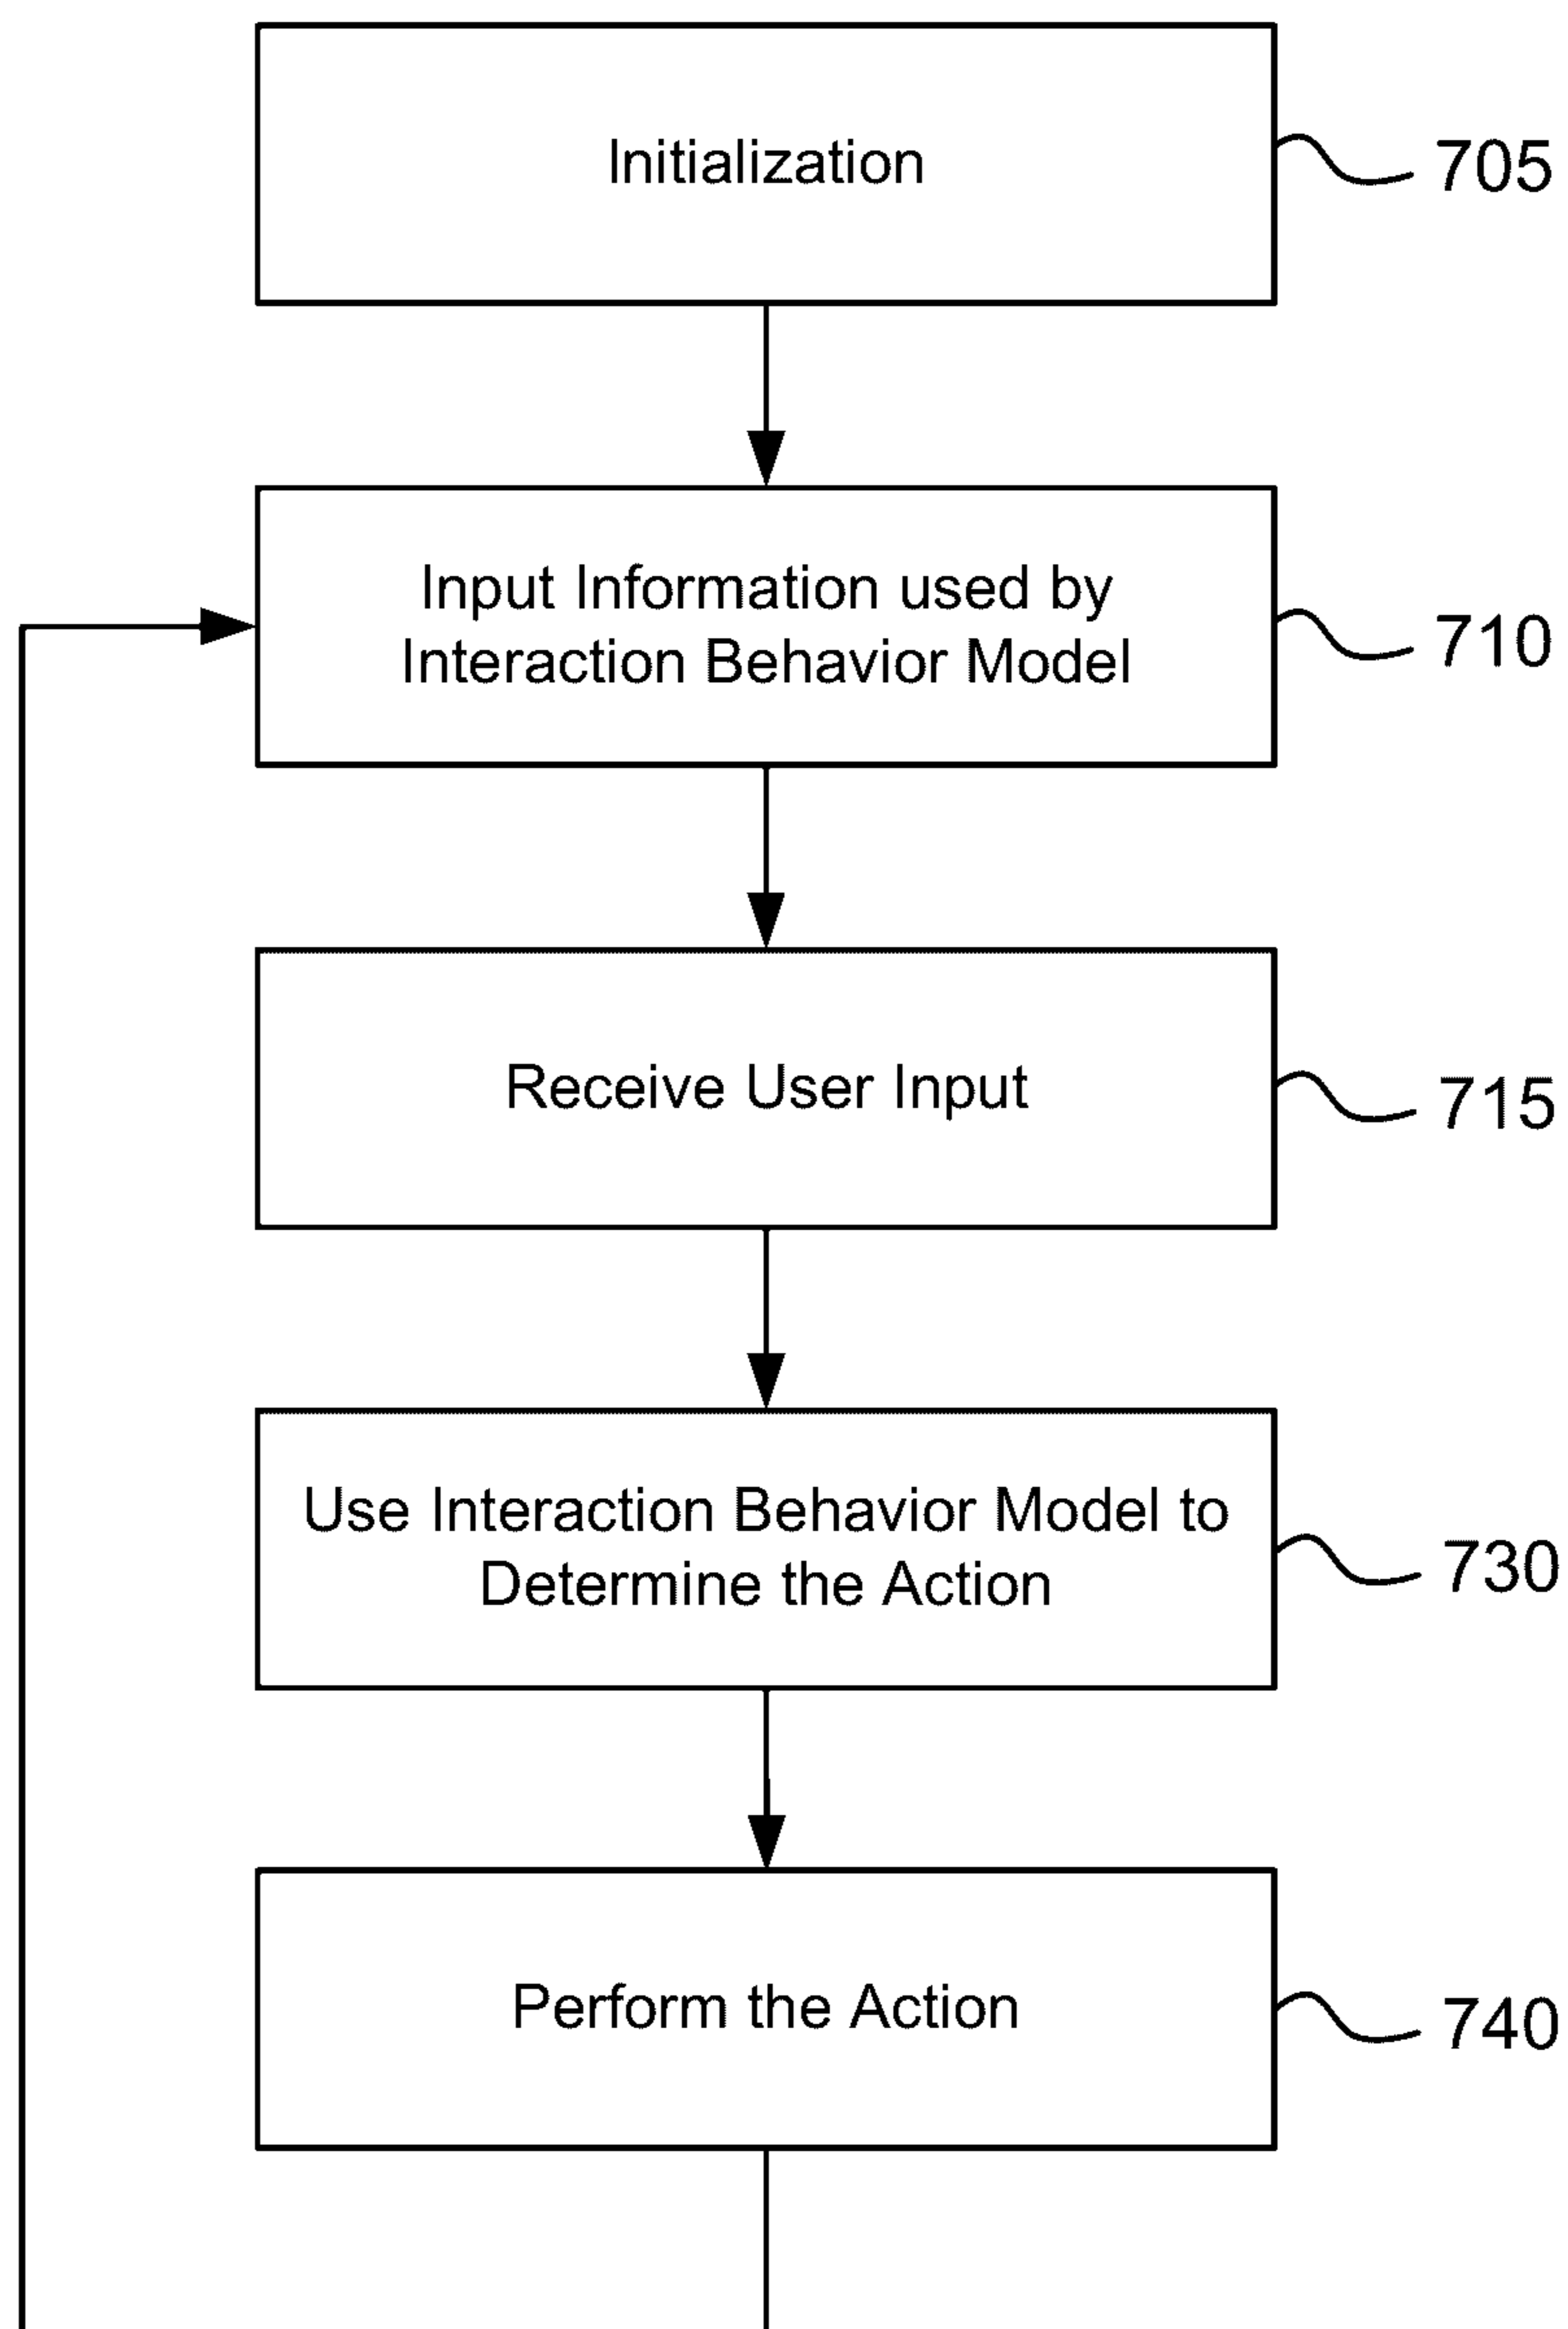 Initialization
705
Input Information used by
Interaction Behavior Model
710
Receive User Input
715
Use Interaction Behavior Model to
Determine the Action
730
Perform the Action
740